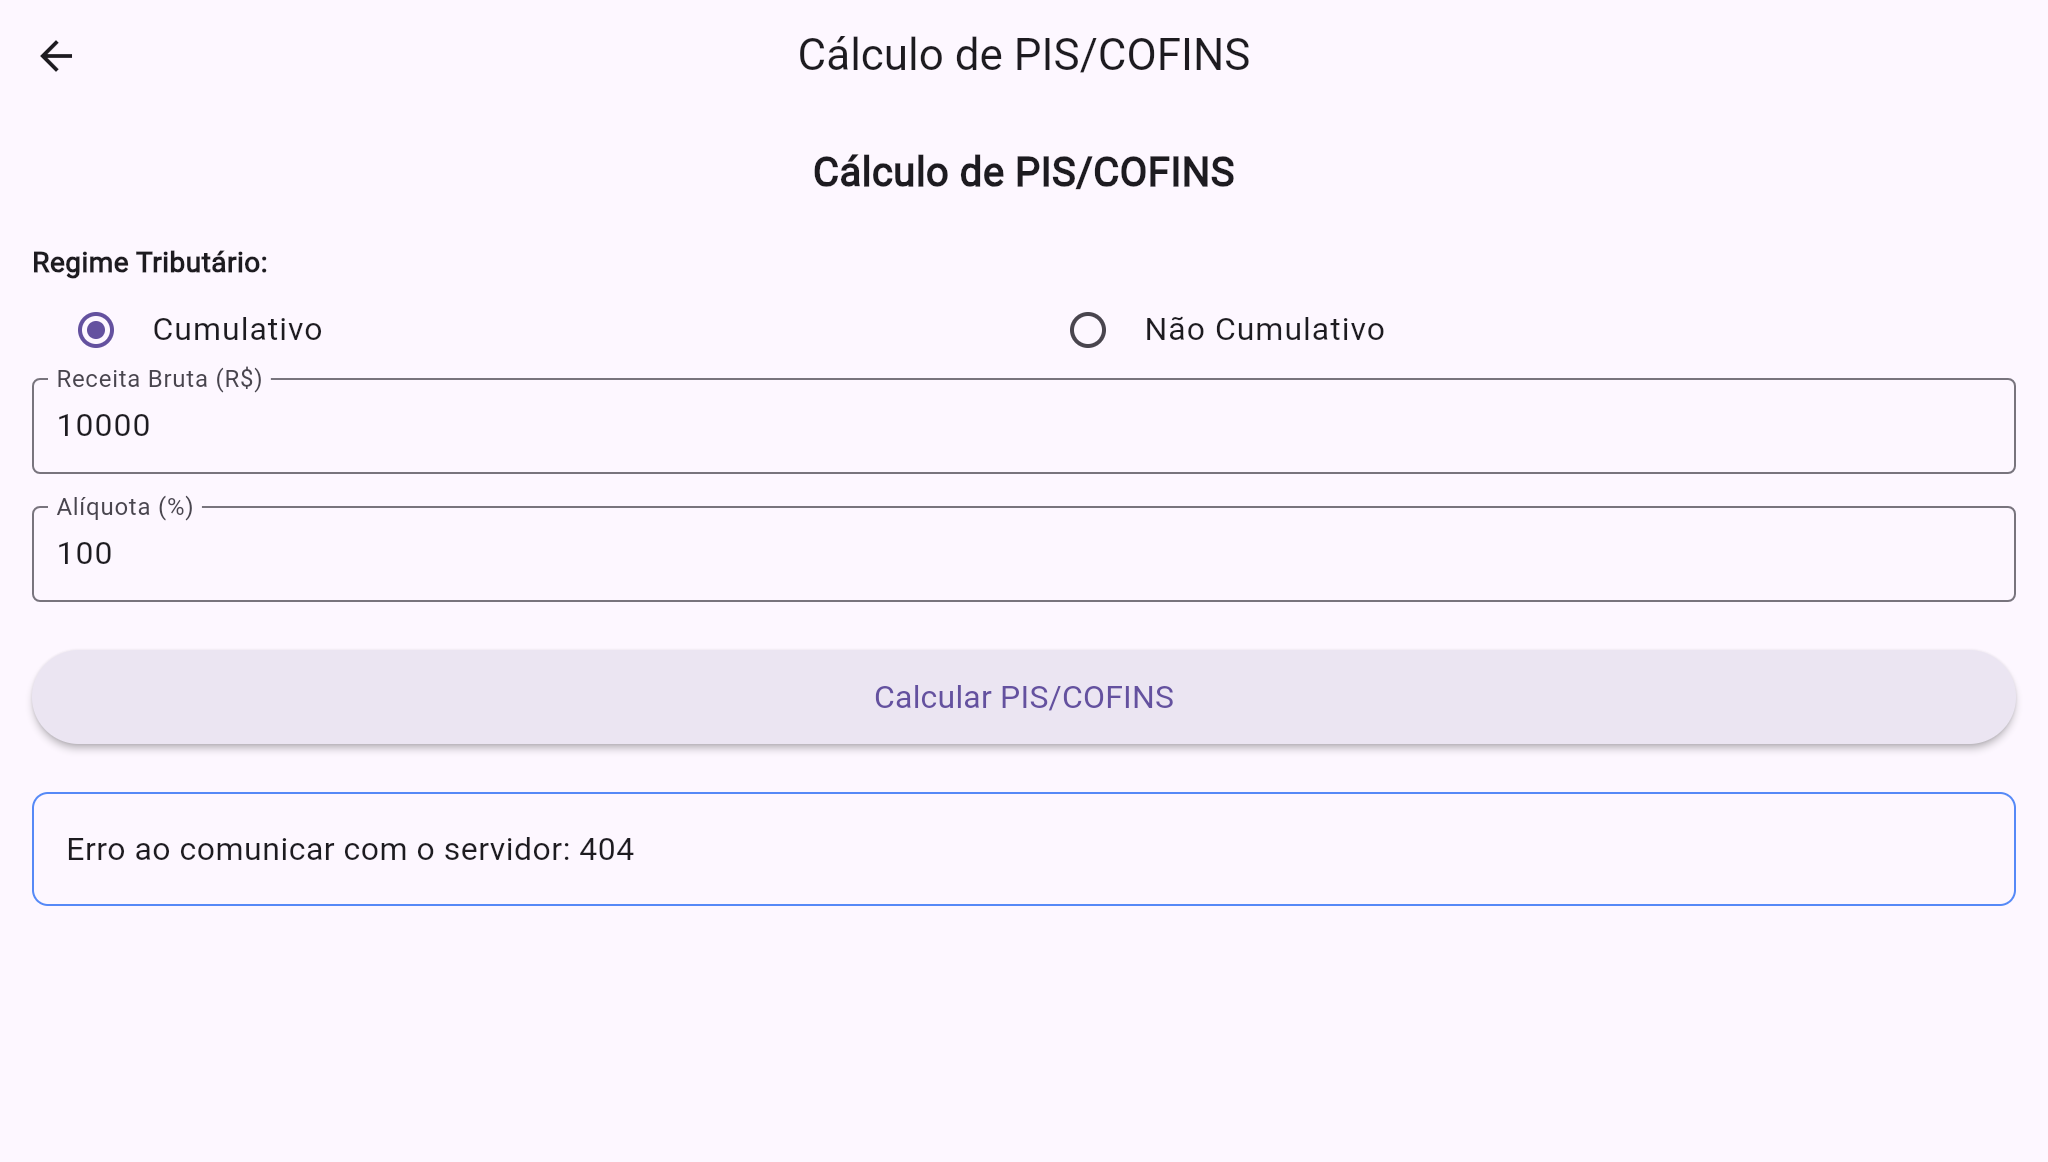 Cálculo de PIS/COFINS
Cálculo de PIS/COFINS
Regime Tributário:
Cumulativo
Não Cumulativo
Receita Bruta (R$)
10000
Alíquota (%)
100
Calcular PIS/COFINS
Erro ao comunicar com o servidor: 404